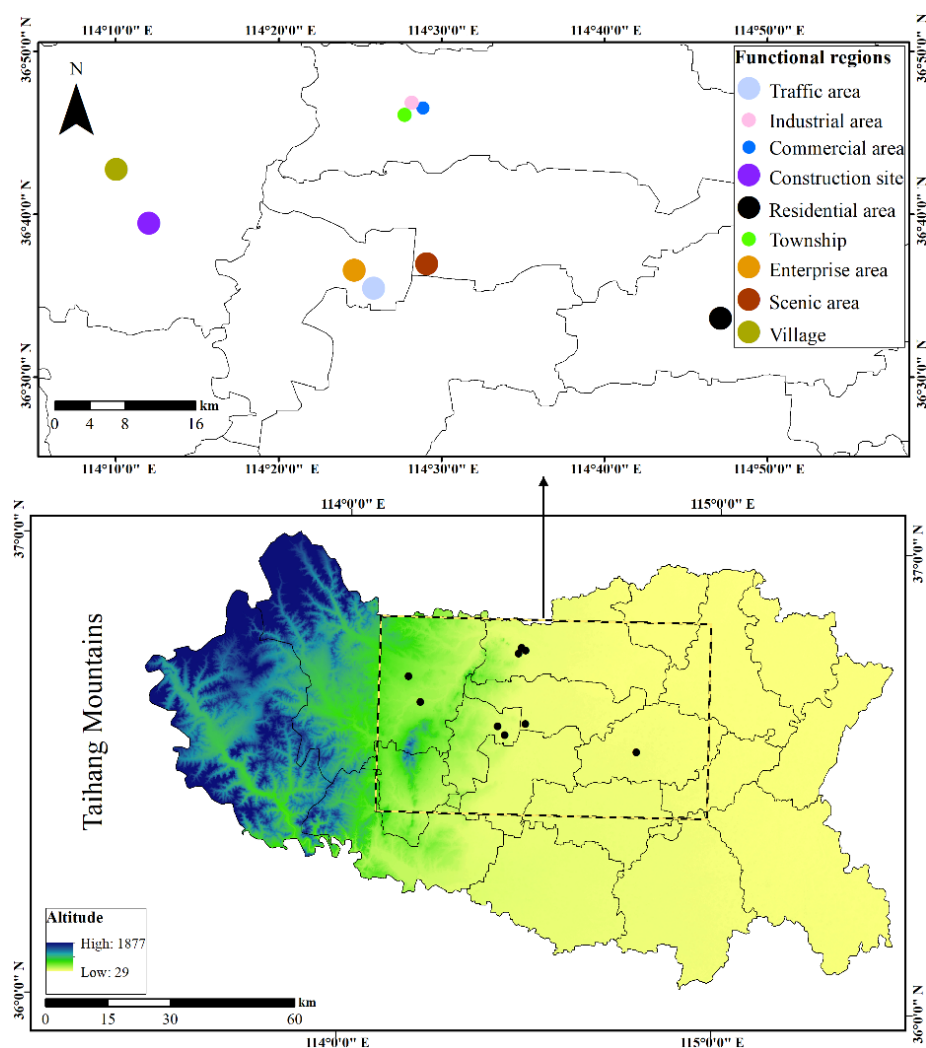 114°10'0" E 114°20'0" E 114°30'0" E 114°40'0" E 114°50'0" E
36°50'0" N
36°50'0" N
N
Functional regions
Traffic area
Industrial area
Commercial area
Construction site
Residential area
Township
Enterprise area
Scenic area
Village
36°40'0" N
36°40'0" N
36°30'0" N
36°30'0" N
km
0 4 8 16
114°10'0" E 114°20'0" E 114°30'0" E 114°40'0" E 114°50'0" E
114°0'0" E 115°0'0" E
37°0'0" N
37°0'0" N
Taihang Mountains
Altitude
High: 1877
Low: 29
km
0 15 30 60
36°0'0" N
36°0'0" N
114°0'0" E 115°0'0" E